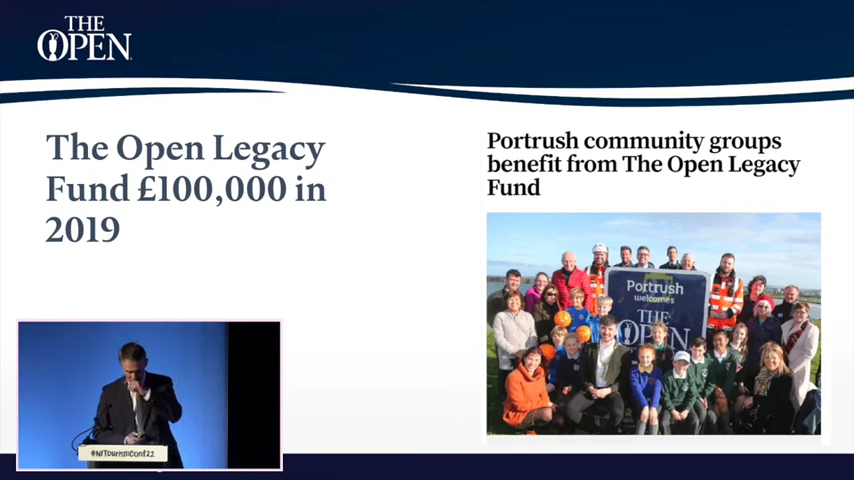 THE
OPEN
The Open Legacy
Fund £100,000 in
2019
Portrush community groups
benefit from The Open Legacy
Fund
Portrush
welcomes
THE
OPEN
#NITourismConf22